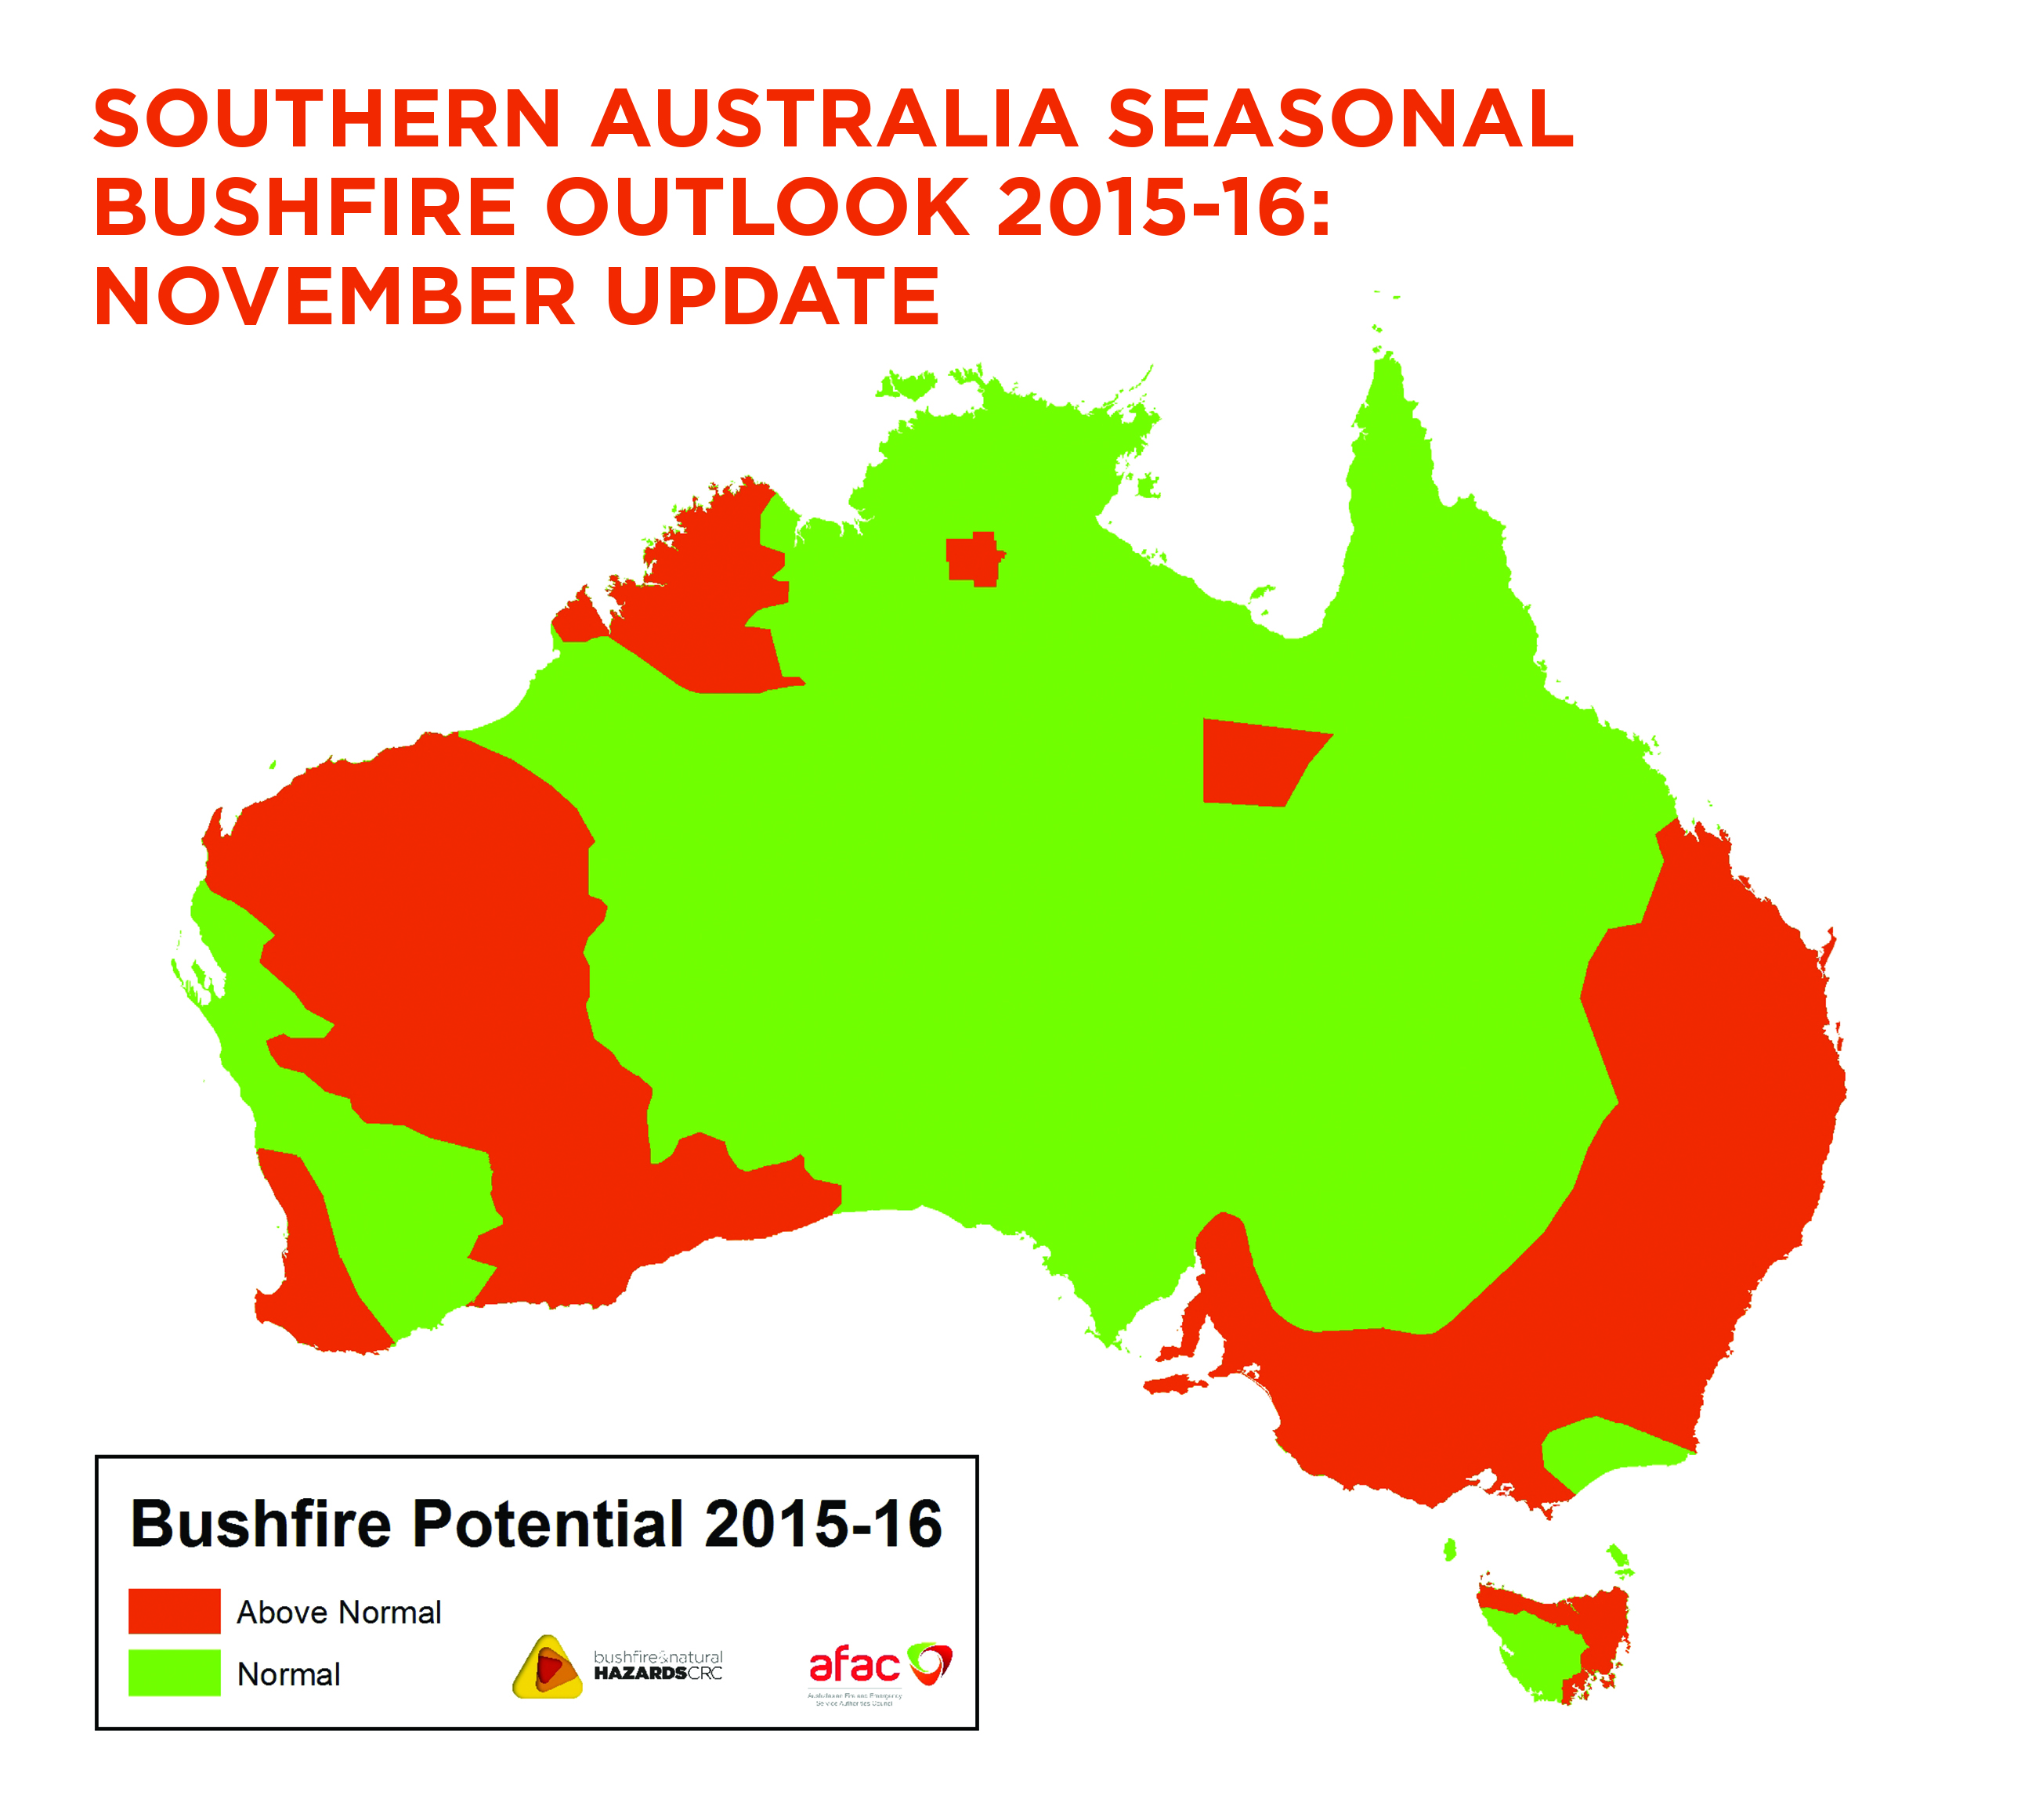 SOUTHERN AUSTRALIA SEASONAL
BUSHFIRE OUTLOOK 2015-16:
NOVEMBER UPDATE
Bushfire Potential 2015-16
Above Normal
Normal
bushfire&natural
HAZARDSCRC
afac
Australasian Fire and Emergency
Service Authorities Council